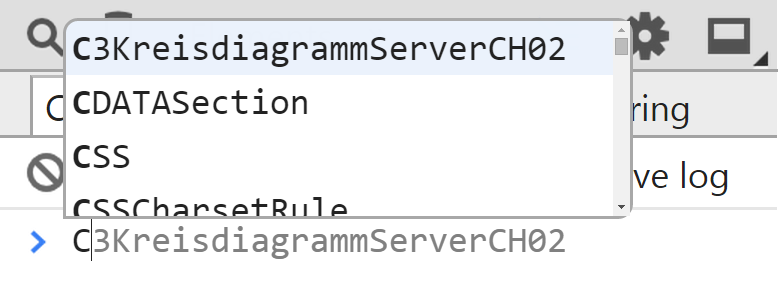 C3KreisdiagrammServerCH02
CDATASection
C
ring
CSS
ve log
CSSCharsetRule
C3KreisdiagrammServerCH02